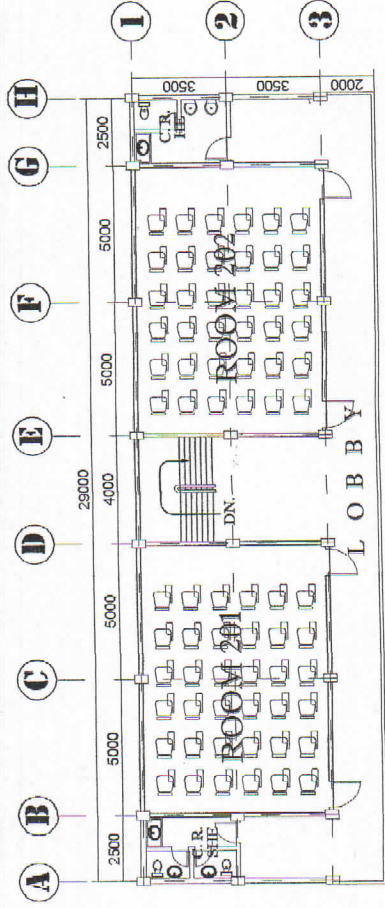 A
B
C
D
E
F
G
H
29000
2500
5000
5000
4000
5000
5000
2500
1
2
3
3500
3500
2000
C.R.
SHE
ROOM 201
DN.
ROOM 202
C.R.
HE
LOBBY